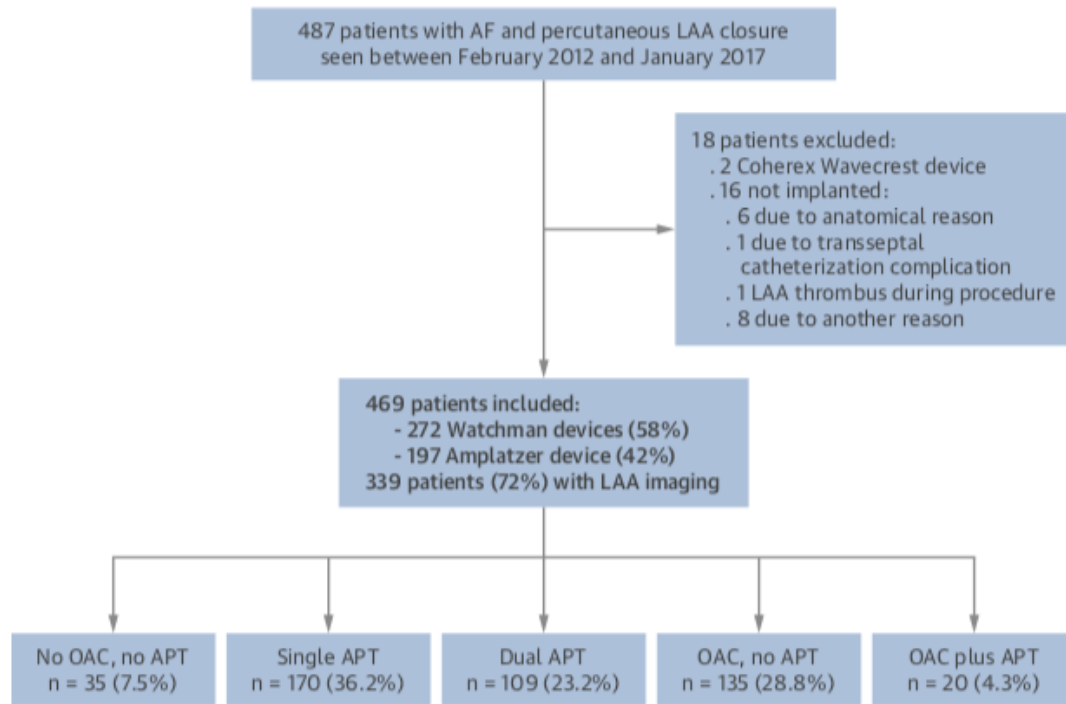 487 patients with AF and percutaneous LAA closure
seen between February 2012 and January 2017
18 patients excluded:
. 2 Coherex Wavecrest device
. 16 not implanted:
. 6 due to anatomical reason
. 1 due to transseptal
catheterization complication
. 1 LAA thrombus during procedure
. 8 due to another reason
469 patients included:
- 272 Watchman devices (58%)
- 197 Amplatzer device (42%)
339 patients (72%) with LAA imaging
No OAC, no APT
n = 35 (7.5%)
Single APT
n = 170 (36.2%)
Dual APT
n = 109 (23.2%)
OAC, no APT
n = 135 (28.8%)
OAC plus APT
n = 20 (4.3%)